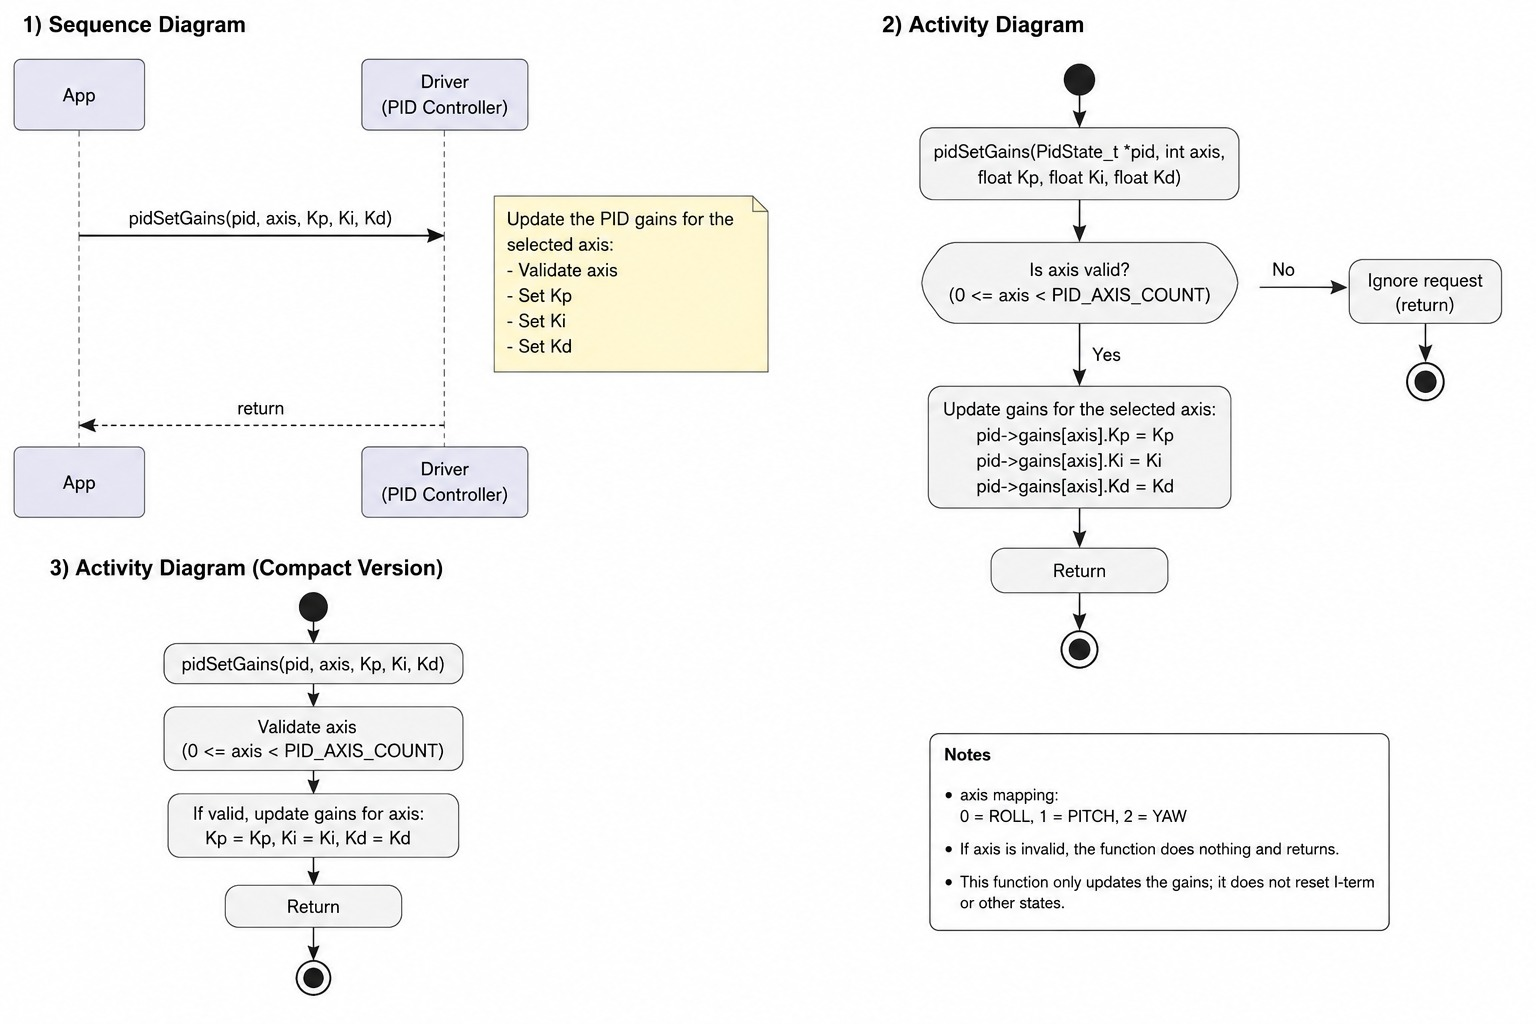 1) Sequence Diagram
App
Driver
(PID Controller)
pidSetGains(pid, axis, Kp, Ki, Kd)
Update the PID gains for the
selected axis:
- Validate axis
- Set Kp
- Set Ki
- Set Kd
return
App
Driver
(PID Controller)
2) Activity Diagram
pidSetGains(PidState_t *pid, int axis,
float Kp, float Ki, float Kd)
Is axis valid?
(0 <= axis < PID_AXIS_COUNT)
No
Ignore request
(return)
Yes
Update gains for the selected axis:
pid->gains[axis].Kp = Kp
pid->gains[axis].Ki = Ki
pid->gains[axis].Kd = Kd
Return
3) Activity Diagram (Compact Version)
pidSetGains(pid, axis, Kp, Ki, Kd)
Validate axis
(0 <= axis < PID_AXIS_COUNT)
If valid, update gains for axis:
Kp = Kp, Ki = Ki, Kd = Kd
Return
Notes
• axis mapping:
0 = ROLL, 1 = PITCH, 2 = YAW
• If axis is invalid, the function does nothing and returns.
• This function only updates the gains; it does not reset I-term
or other states.